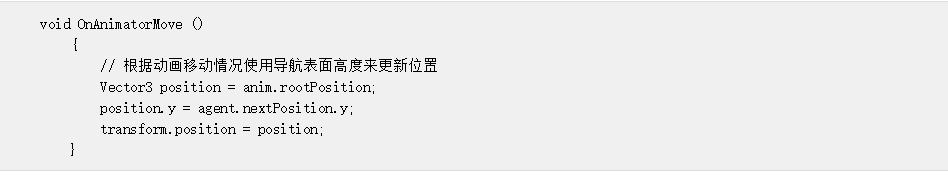 void OnAnimatorMove ()
{
// 根据动画移动情况使用导航表面高度来更新位置
Vector3 position = anim.rootPosition;
position.y = agent.nextPosition.y;
transform.position = position;
}